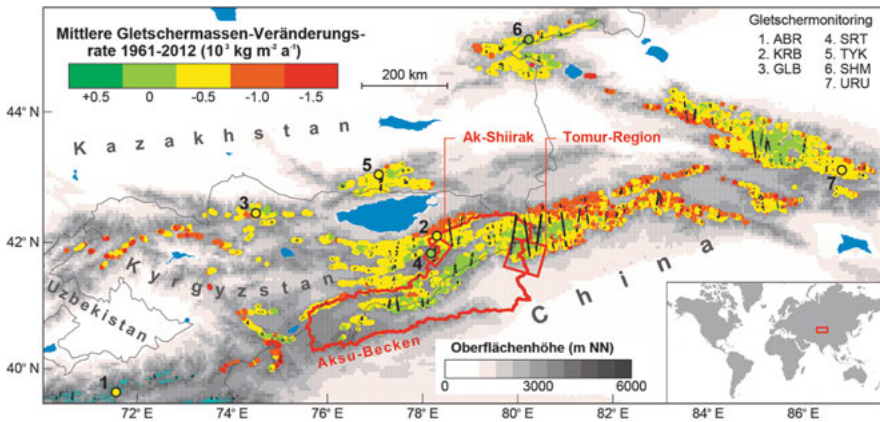 Mittlere Gletschermassen-Veränderungs-
rate 1961-2012 (10³ kg m⁻² a⁻¹)
+0.5 0 -0.5 -1.0 -1.5
200 km
Gletschermonitoring
1. ABR 4. SRT
2. KRB 5. TYK
3. GLB 6. SHM
7. URU
6
44° N
Kazakhstan
Ak-Shiirak
Tomur-Region
5
7
3
2
42° N
4
Kyrgyzstan
Uzbekistan
China
Aksu-Becken
Oberflächenhöhe (m NN)
0 3000 6000
40° N
1
72° E 74° E 76° E 78° E 80° E 82° E 84° E 86° E